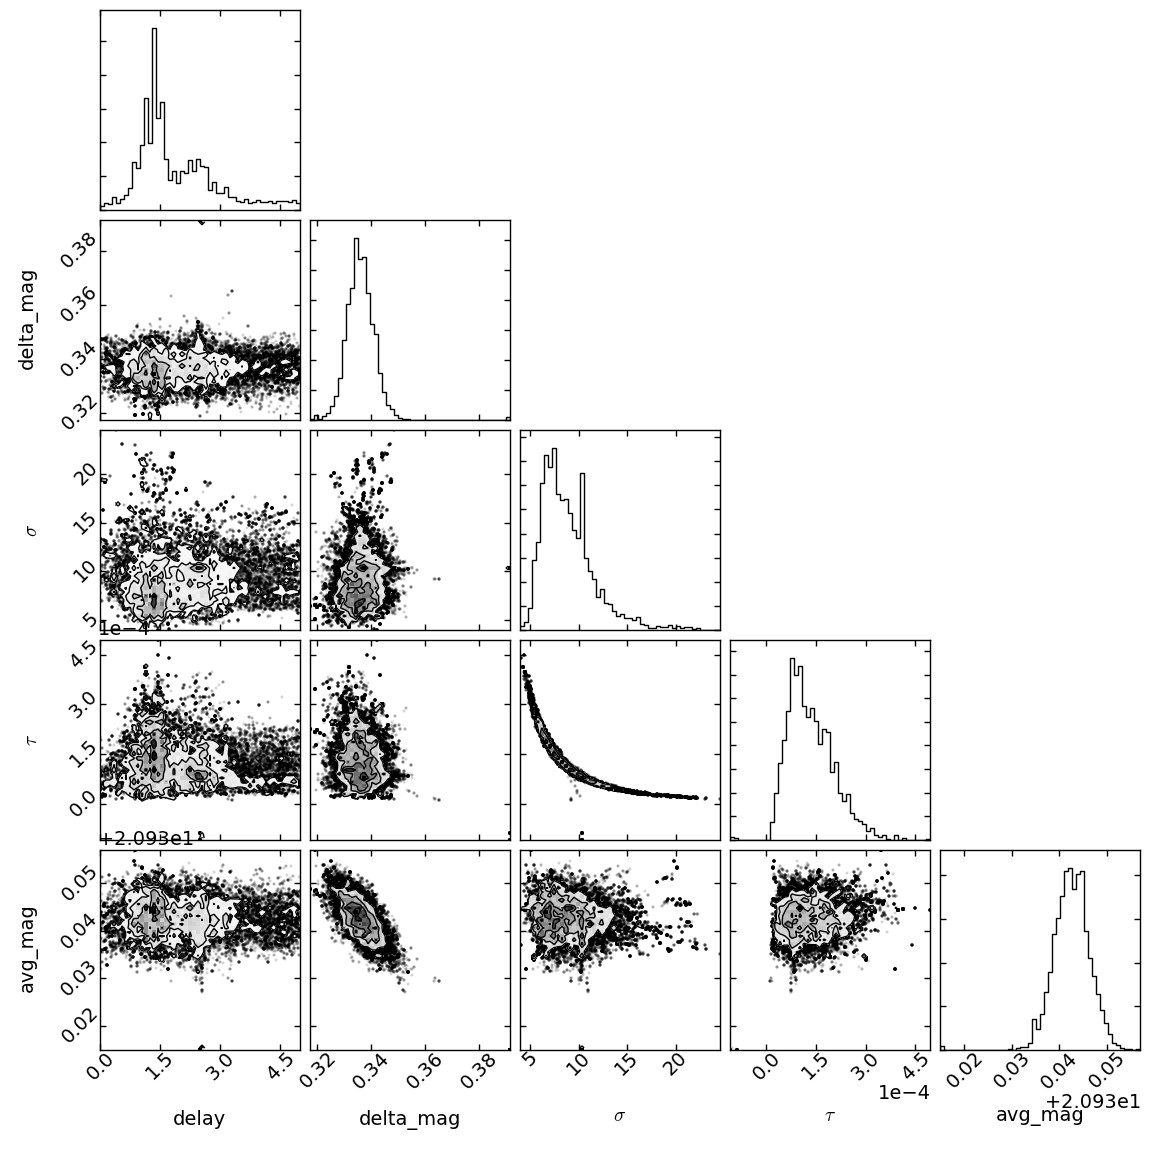 delta_mag
0.38
0.36
0.34
0.32
σ
20
15
10
5
1e−4
τ
4.5
3.0
1.5
0.0
+2.093e1
avg_mag
0.05
0.04
0.03
0.02
0.0 1.5 3.0 4.5 0.32 0.34 0.36 0.38 5 10 15 20 0.0 1.5 3.0 4.5 0.02 0.03 0.04 0.05
1e−4 +2.093e1
delay delta_mag σ τ avg_mag